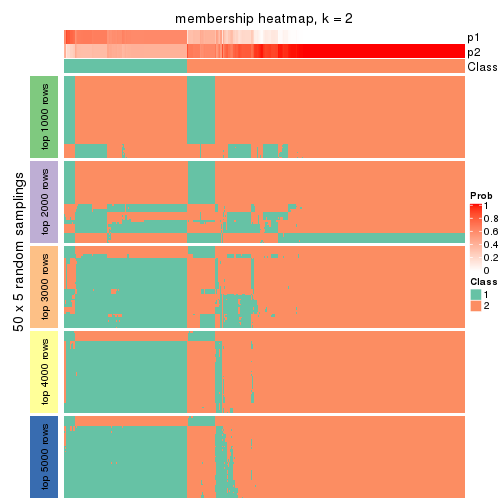 membership heatmap, k = 2
p1
p2
Class
50 x 5 random samplings
top 1000 rows
top 2000 rows
top 3000 rows
top 4000 rows
top 5000 rows
Prob
1
0.8
0.6
0.4
0.2
0
Class
1
2